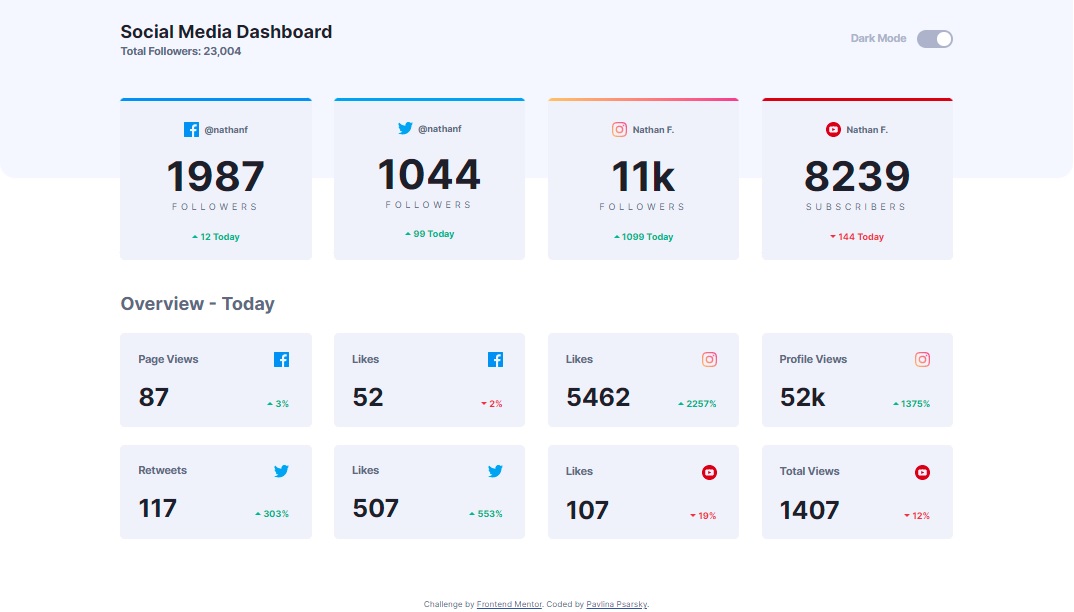 Social Media Dashboard
Total Followers: 23,004
Dark Mode
@nathanf
1987
FOLLOWERS
12 Today
@nathanf
1044
FOLLOWERS
99 Today
Nathan F.
11k
FOLLOWERS
1099 Today
Nathan F.
8239
SUBSCRIBERS
144 Today
Overview - Today
Page Views
87
3%
Likes
52
2%
Likes
5462
2257%
Profile Views
52k
1375%
Retweets
117
303%
Likes
507
553%
Likes
107
19%
Total Views
1407
12%
Challenge by Frontend Mentor. Coded by Pavlina Psarsky.